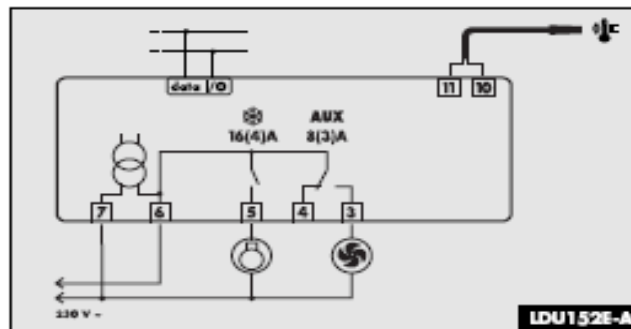 data I/O
11 10
16(4)A
AUX
8(3)A
7 6 5 4 3
230 V ~
LDU152E-A